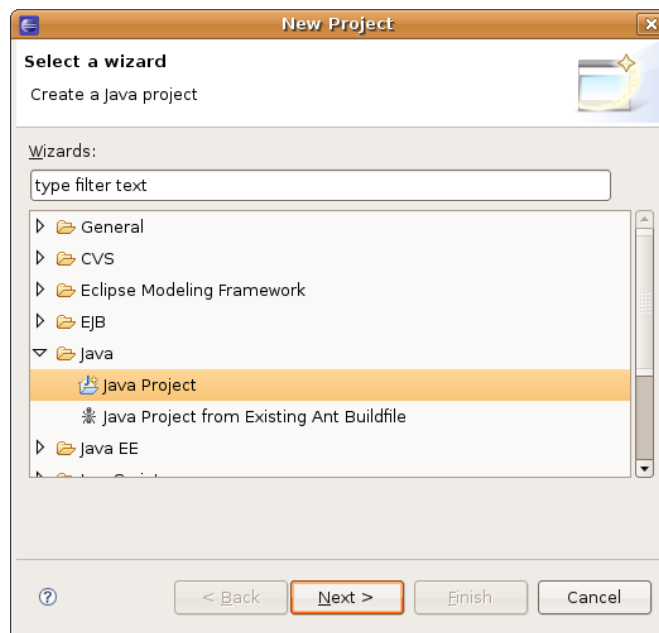 New Project
Select a wizard
Create a Java project
Wizards:
type filter text
General
CVS
Eclipse Modeling Framework
EJB
Java
Java Project
Java Project from Existing Ant Buildfile
Java EE
< Back Next > Finish Cancel